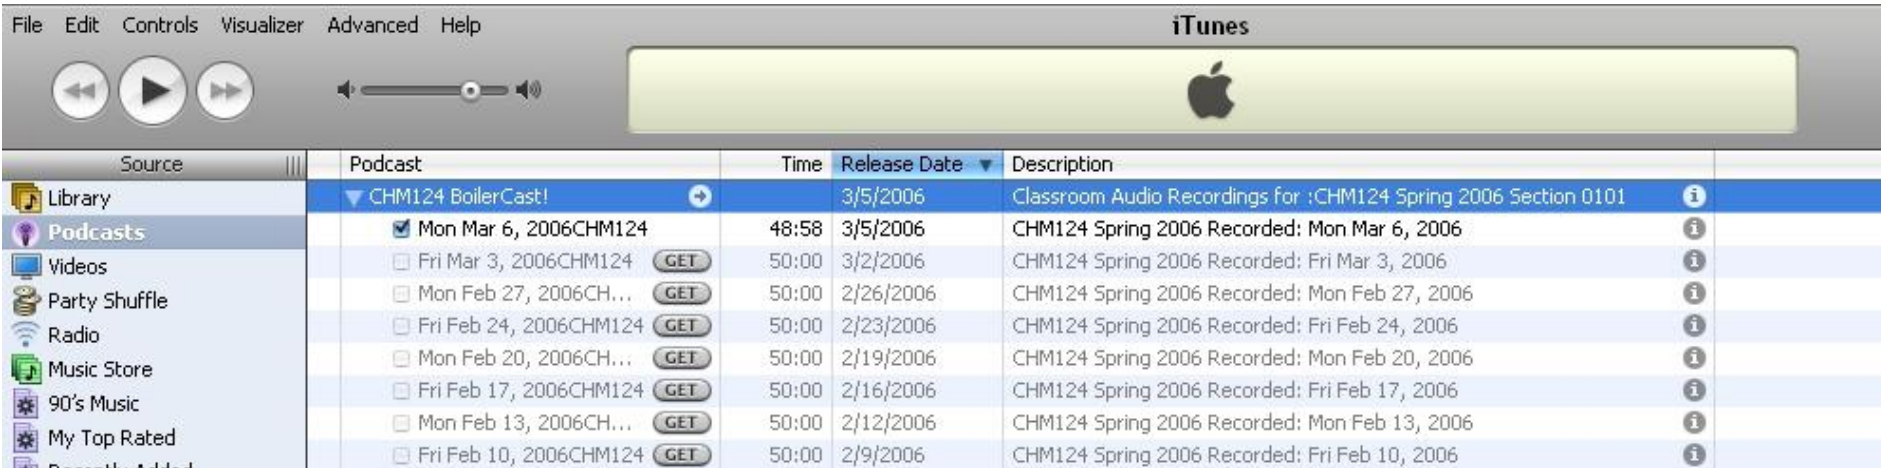 File Edit Controls Visualizer Advanced Help iTunes
Source Podcast Time Release Date Description
Library CHM124 BoilerCast! 3/5/2006 Classroom Audio Recordings for :CHM124 Spring 2006 Section 0101
Podcasts Mon Mar 6, 2006CHM124 48:58 3/5/2006 CHM124 Spring 2006 Recorded: Mon Mar 6, 2006
Videos Fri Mar 3, 2006CHM124 GET 50:00 3/2/2006 CHM124 Spring 2006 Recorded: Fri Mar 3, 2006
Party Shuffle Mon Feb 27, 2006CH... GET 50:00 2/26/2006 CHM124 Spring 2006 Recorded: Mon Feb 27, 2006
Radio Fri Feb 24, 2006CHM124 GET 50:00 2/23/2006 CHM124 Spring 2006 Recorded: Fri Feb 24, 2006
Music Store Mon Feb 20, 2006CH... GET 50:00 2/19/2006 CHM124 Spring 2006 Recorded: Mon Feb 20, 2006
90's Music Fri Feb 17, 2006CHM124 GET 50:00 2/16/2006 CHM124 Spring 2006 Recorded: Fri Feb 17, 2006
My Top Rated Mon Feb 13, 2006CH... GET 50:00 2/12/2006 CHM124 Spring 2006 Recorded: Mon Feb 13, 2006
Recently Added Fri Feb 10, 2006CHM124 GET 50:00 2/9/2006 CHM124 Spring 2006 Recorded: Fri Feb 10, 2006